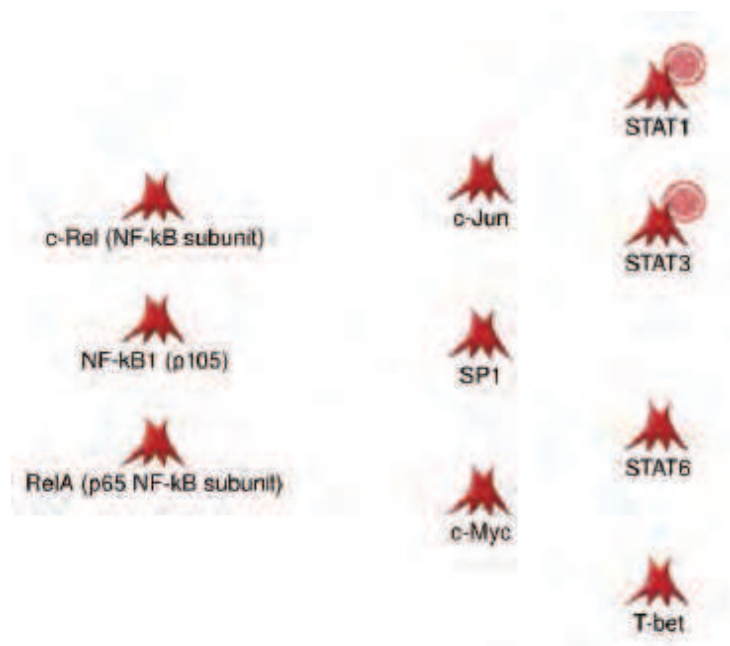 c-Rel (NF-kB subunit)
NF-kB1 (p105)
RelA (p65 NF-kB subunit)
c-Jun
SP1
c-Myc
STAT1
STAT3
STAT6
T-bet